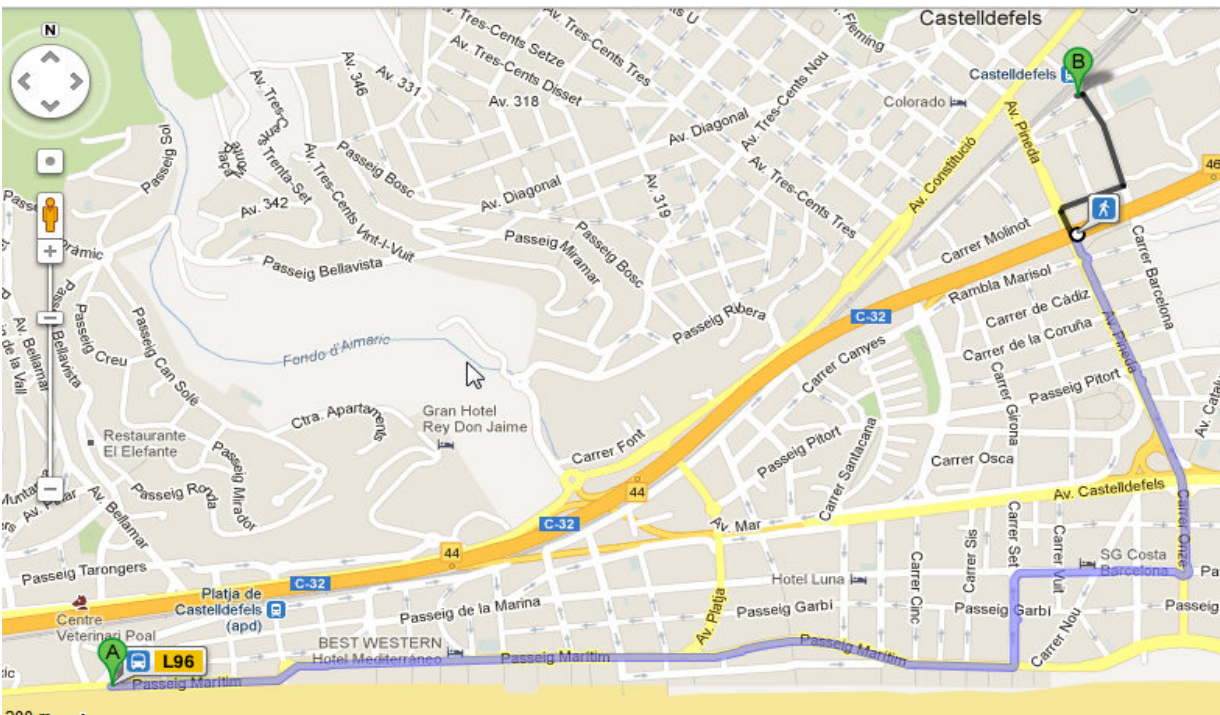 Castelldefels
N
Av. Tres-Cents Setze
Av. Tres-Cents Tres
Fleming
Av. Tres-Cents Disset
Av. 346
Av. 331
Av. 318
Castelldefels
B
Colorado
Av. Diagonal
Av. Tres-Cents Nou
Av. Pineda
Av. Constitució
Passeig Sol
Plaça
Passeig Bosc
Av. Tres-Cents Tres
46
Av. 342
Av. Diagonal
Av. 319
Av. Tres-Cents Vint-I-Vuit
Passeig Miramar
Passeig Bosc
Carrer Molinot
Carrer Barcelona
Passeig Bellavista
Rambla Marisol
Carrer de Càdiz
Passeig Ribera
C-32
Av. Pineda
Carrer de la Coruña
Av. Bellamar
Bellavista
Passeig Creu
Passeig Can Solé
Fondo d'Aimaric
Carrer Canyes
Passeig Pitort
Carrer Girona
Ctra. Apartaments
Gran Hotel
Rey Don Jaime
Restaurante
El Elefante
Carrer Font
Passeig Pitort
Carrer Santacana
Carrer Osca
Passeig Mirador
Passeig Ronda
Av. Bellamar
44
Av. Castelldefels
C-32
Av. Mar
Carrer Onze
44
Carrer Cinc
Carrer Sis
Carrer Set
Carrer Vuit
SG Costa
Barcelona
Passeig Tarongers
C-32
Hotel Luna
Platja de
Castelldefels
(apd)
Centre
Veterinari Poal
Passeig de la Marina
Av. Platja
Passeig Garbí
Passeig Garbí
Passeig
Carrer Nou
BEST WESTERN
Hotel Mediterráneo
Passeig Marítim
Passeig Marítim
A
L96
Passeig Marítim